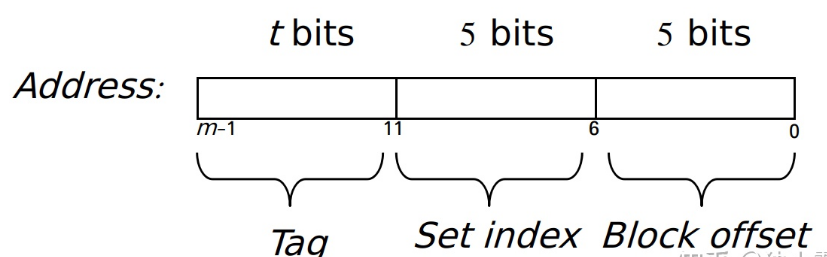 t bits 5 bits 5 bits
Address:
m-1 11 6 0
Tag Set index Block offset